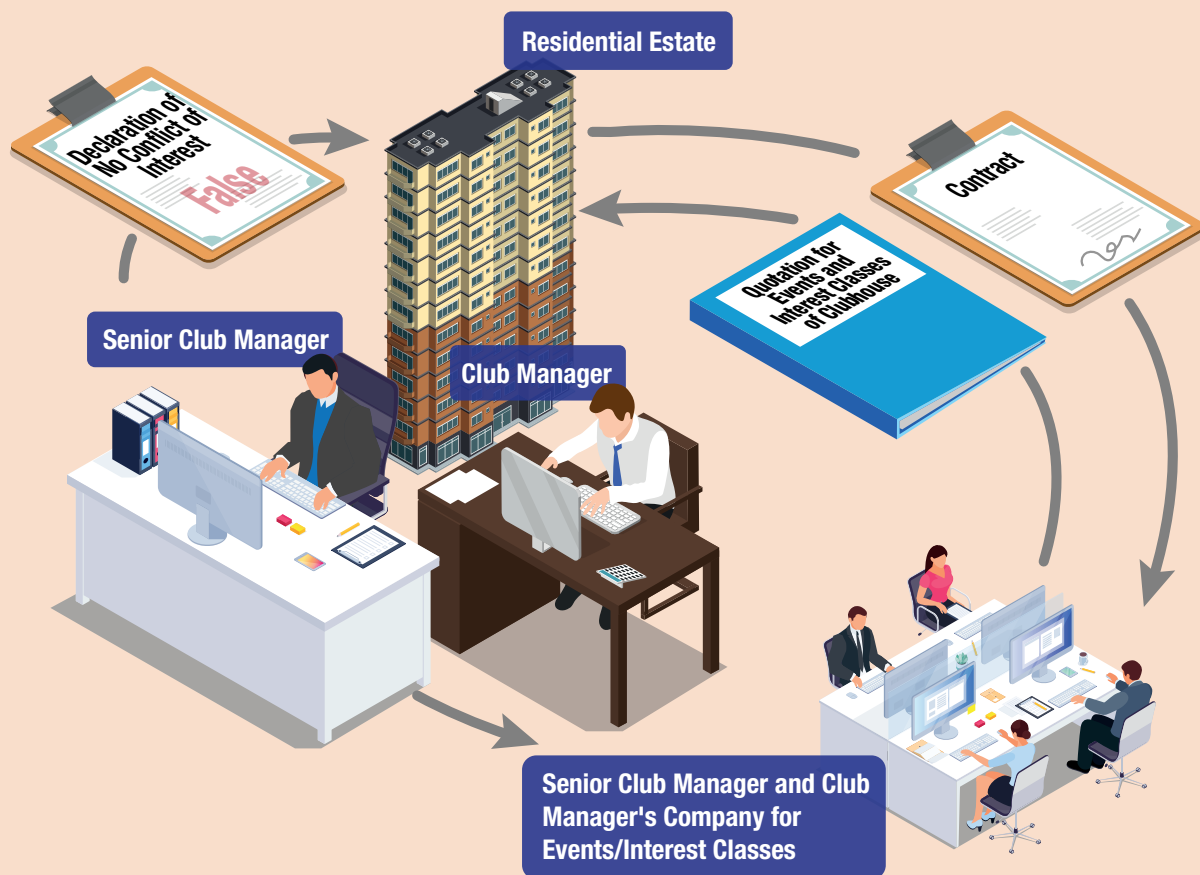 Residential Estate
Declaration of
No Conflict of
Interest
False
Contract
Quotation for
Events and
Interest Classes
of Clubhouse
Senior Club Manager
Club Manager
Senior Club Manager and Club
Manager's Company for
Events/Interest Classes